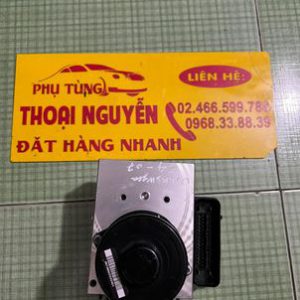 PHỤ TÙNG
LIÊN HỆ:
THOẠI NGUYỄN
02.466.599.788
0968.33.88.39
ĐẶT HÀNG NHANH